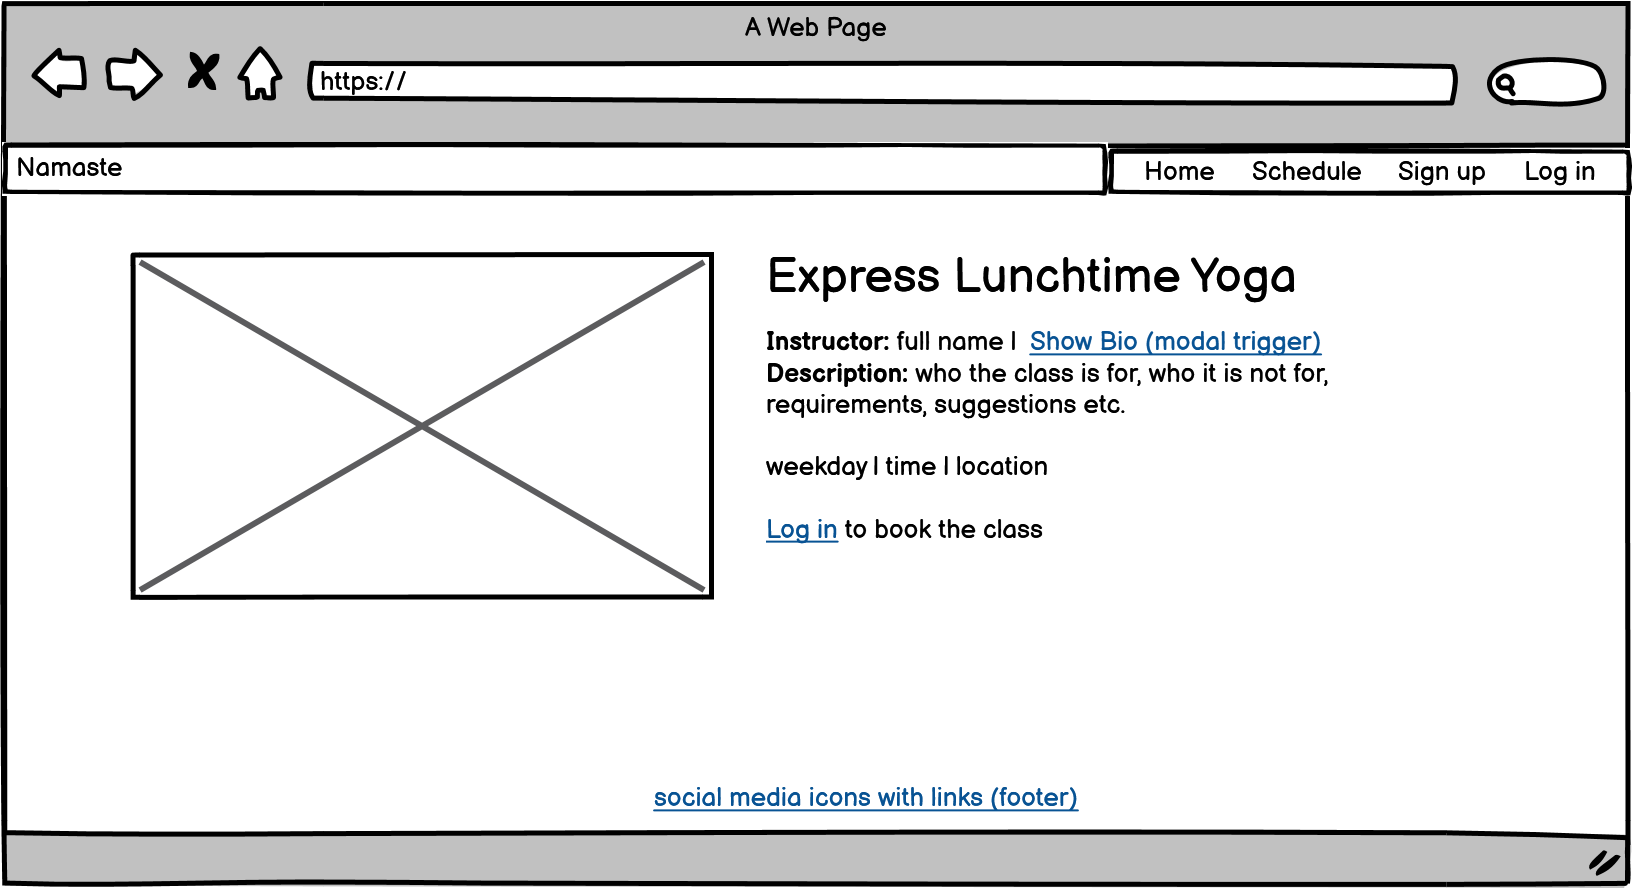 A Web Page
https://
Namaste
Home Schedule Sign up Log in
Express Lunchtime Yoga
Instructor: full name | Show Bio (modal trigger)
Description: who the class is for, who it is not for,
requirements, suggestions etc.
weekday | time | location
Log in to book the class
social media icons with links (footer)